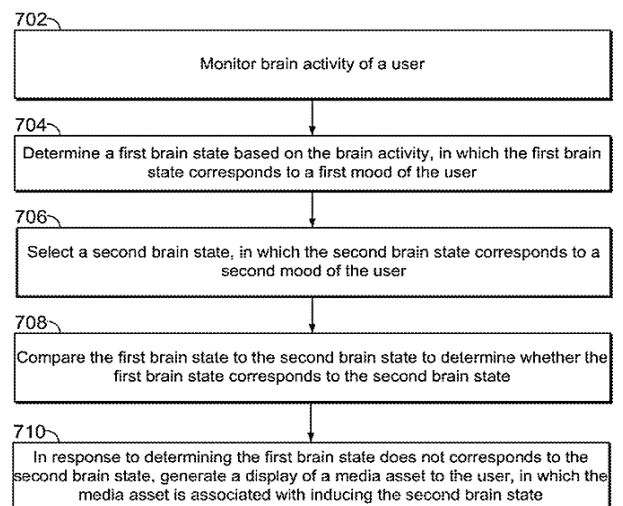 702
Monitor brain activity of a user
704
Determine a first brain state based on the brain activity, in which the first brain
state corresponds to a first mood of the user
706
Select a second brain state, in which the second brain state corresponds to a
second mood of the user
708
Compare the first brain state to the second brain state to determine whether the
first brain state corresponds to the second brain state
710
In response to determining the first brain state does not corresponds to the
second brain state, generate a display of a media asset to the user, in which the
media asset is associated with inducing the second brain state